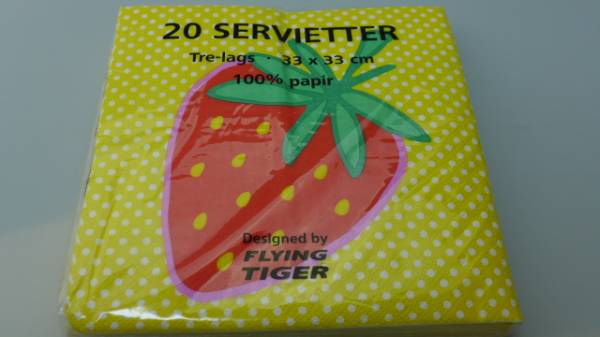 20 SERVIETTER
Tre-lags · 33 x 33 cm
100% papir
Designed by
FLYING
TIGER